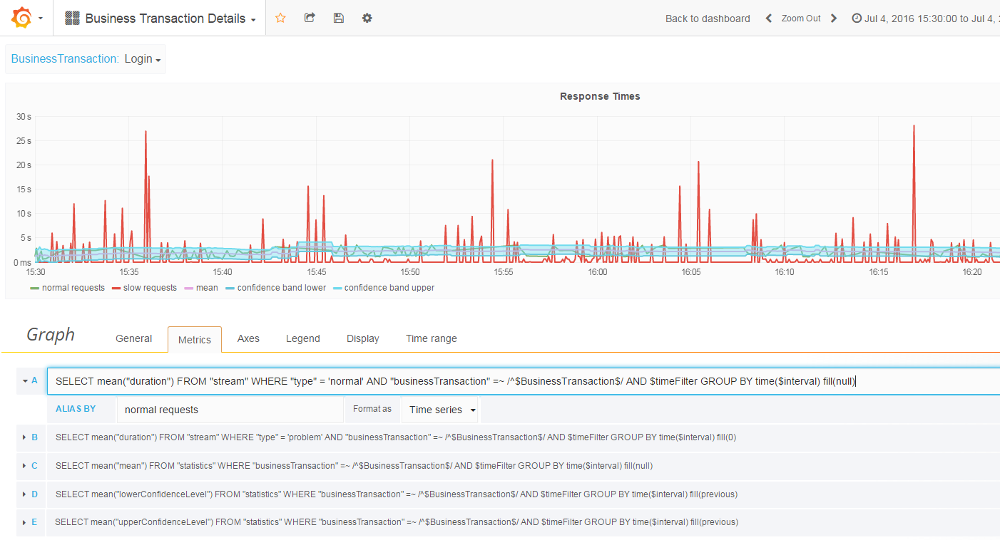 Business Transaction Details
Back to dashboard Zoom Out Jul 4, 2016 15:30:00 to Jul 4,
BusinessTransaction: Login
Response Times
30 s
25 s
20 s
15 s
10 s
5 s
0 ms
15:30 15:35 15:40 15:45 15:50 15:55 16:00 16:05 16:10 16:15 16:20
normal requests slow requests mean confidence band lower confidence band upper
Graph General Metrics Axes Legend Display Time range
A SELECT mean("duration") FROM "stream" WHERE "type" = 'normal' AND "businessTransaction" =~ /^$BusinessTransaction$/ AND $timeFilter GROUP BY time($interval) fill(null)
ALIAS BY normal requests Format as Time series
B SELECT mean("duration") FROM "stream" WHERE "type" = 'problem' AND "businessTransaction" =~ /^$BusinessTransaction$/ AND $timeFilter GROUP BY time($interval) fill(0)
C SELECT mean("mean") FROM "statistics" WHERE "businessTransaction" =~ /^$BusinessTransaction$/ AND $timeFilter GROUP BY time($interval) fill(null)
D SELECT mean("lowerConfidenceLevel") FROM "statistics" WHERE "businessTransaction" =~ /^$BusinessTransaction$/ AND $timeFilter GROUP BY time($interval) fill(previous)
E SELECT mean("upperConfidenceLevel") FROM "statistics" WHERE "businessTransaction" =~ /^$BusinessTransaction$/ AND $timeFilter GROUP BY time($interval) fill(previous)